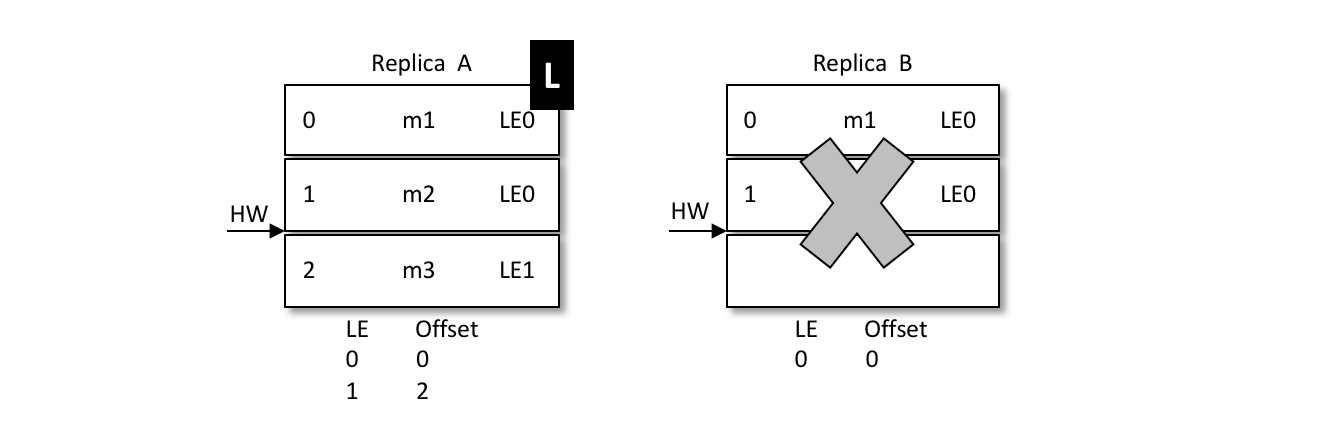 Replica A
L
0 m1 LE0
1 m2 LE0
HW
2 m3 LE1
LE Offset
0 0
1 2
Replica B
0 m1 LE0
1 LE0
HW
LE Offset
0 0